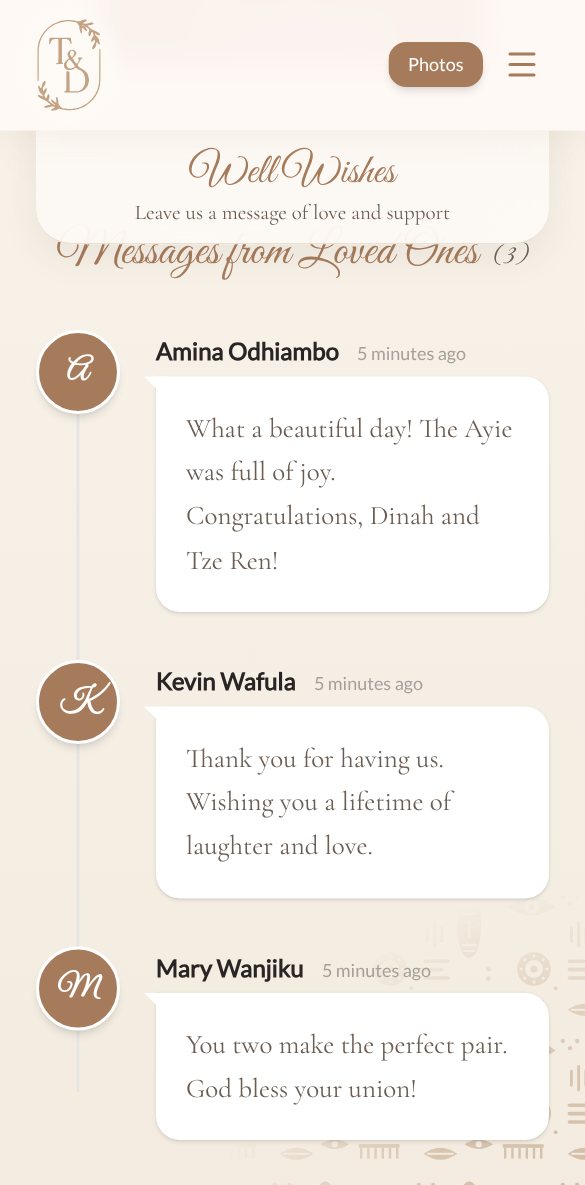 T&D
Photos
Well Wishes
Leave us a message of love and support
Messages from Loved Ones (3)
A
Amina Odhiambo 5 minutes ago
What a beautiful day! The Ayie
was full of joy.
Congratulations, Dinah and
Tze Ren!
K
Kevin Wafula 5 minutes ago
Thank you for having us.
Wishing you a lifetime of
laughter and love.
M
Mary Wanjiku 5 minutes ago
You two make the perfect pair.
God bless your union!